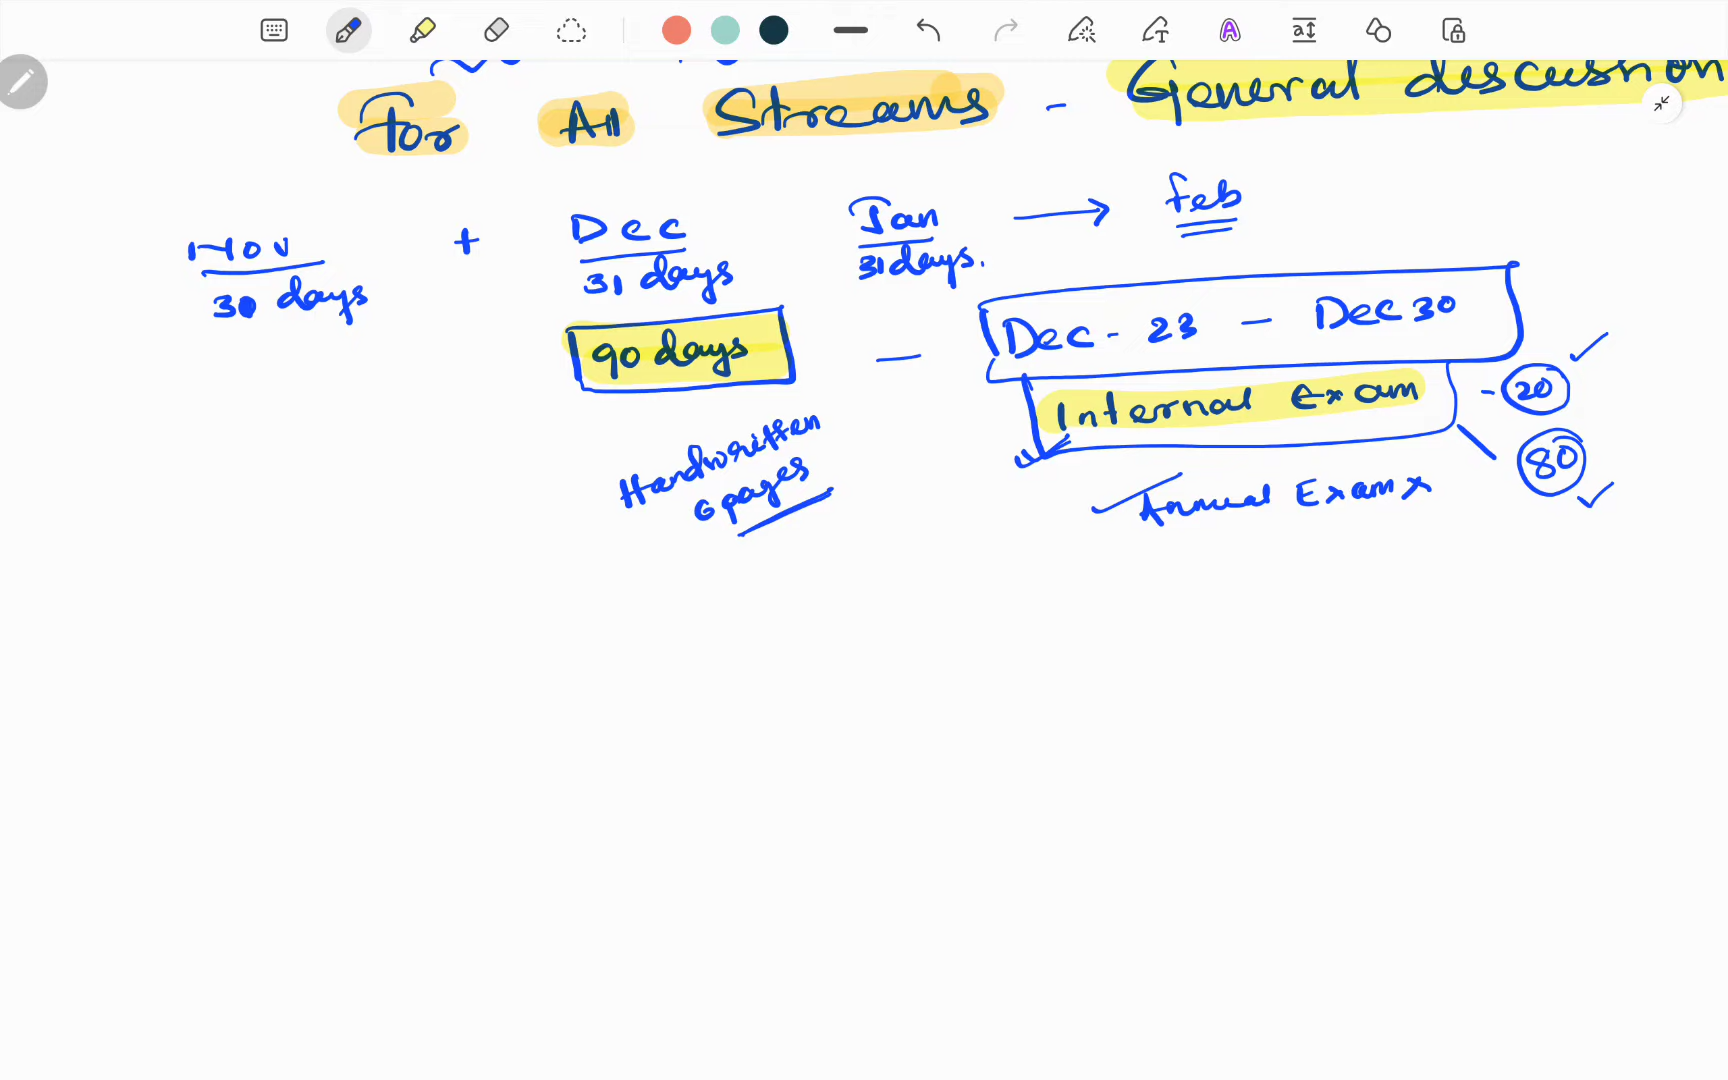 For All Streams - General descusion
Nov + Dec Jan → Feb
30 days 31 days 31 days.
90 days - Dec - 23 - Dec 30
Internal Exam - 20
80
Handwritten
6 pages
Annual Exam x